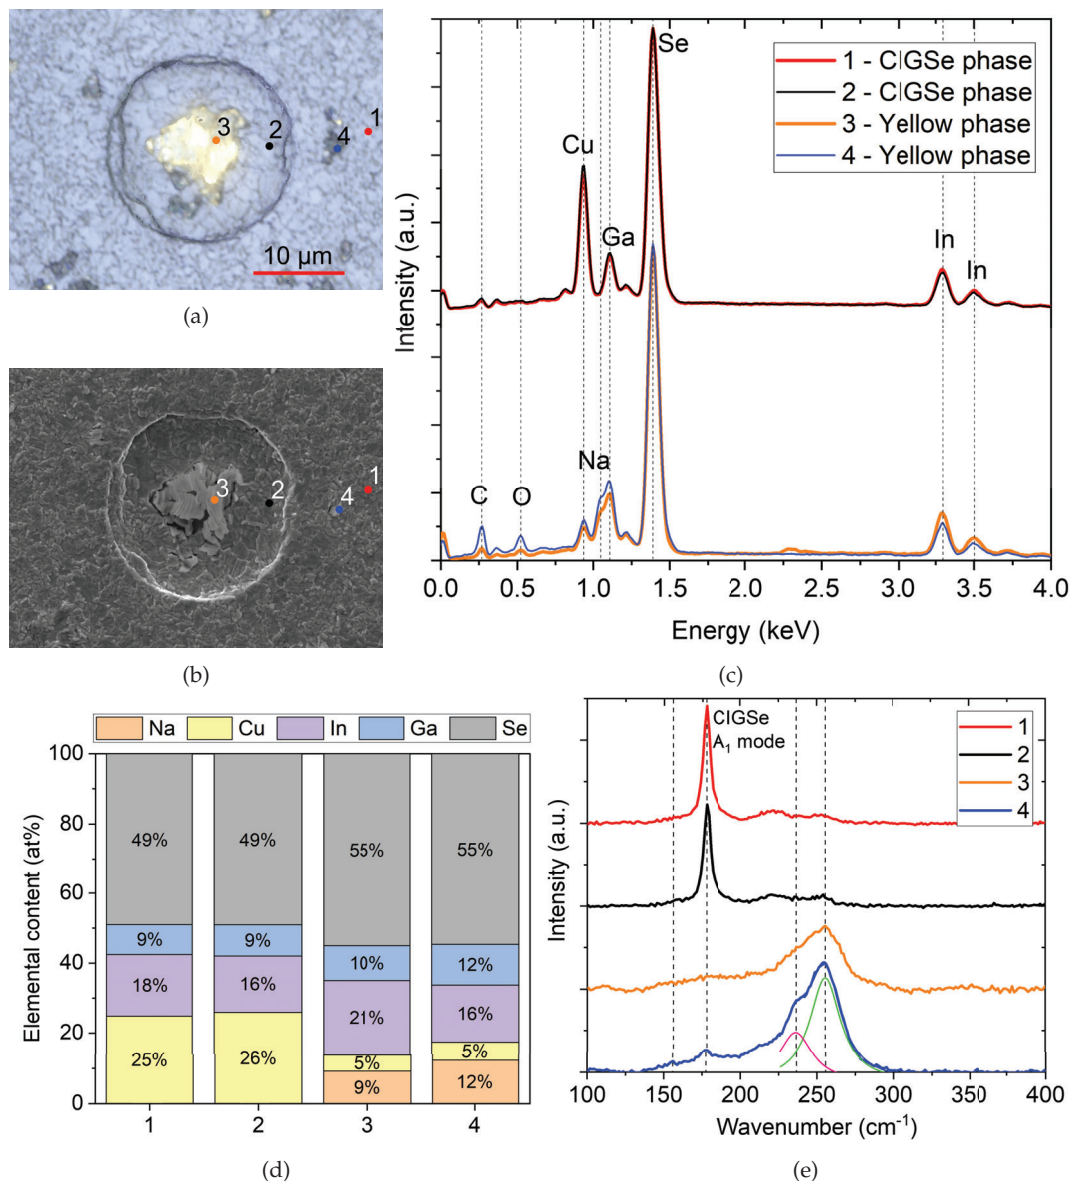 1
2
3
4
10 µm
(a)
1
2
3
4
(b)
Intensity (a.u.)
Se
Cu
Ga
In
In
Na
C
O
1 - CIGSe phase
2 - CIGSe phase
3 - Yellow phase
4 - Yellow phase
0.0 0.5 1.0 1.5 2.0 2.5 3.0 3.5 4.0
Energy (keV)
(c)
Na Cu In Ga Se
Elemental content (at%)
100
80
60
40
20
0
49% 49% 55% 55%
9% 9% 10% 12%
18% 16% 21% 16%
25% 26% 5% 5%
9% 12%
1 2 3 4
(d)
Intensity (a.u.)
CIGSe
A₁ mode
1
2
3
4
100 150 200 250 300 350 400
Wavenumber (cm⁻¹)
(e)